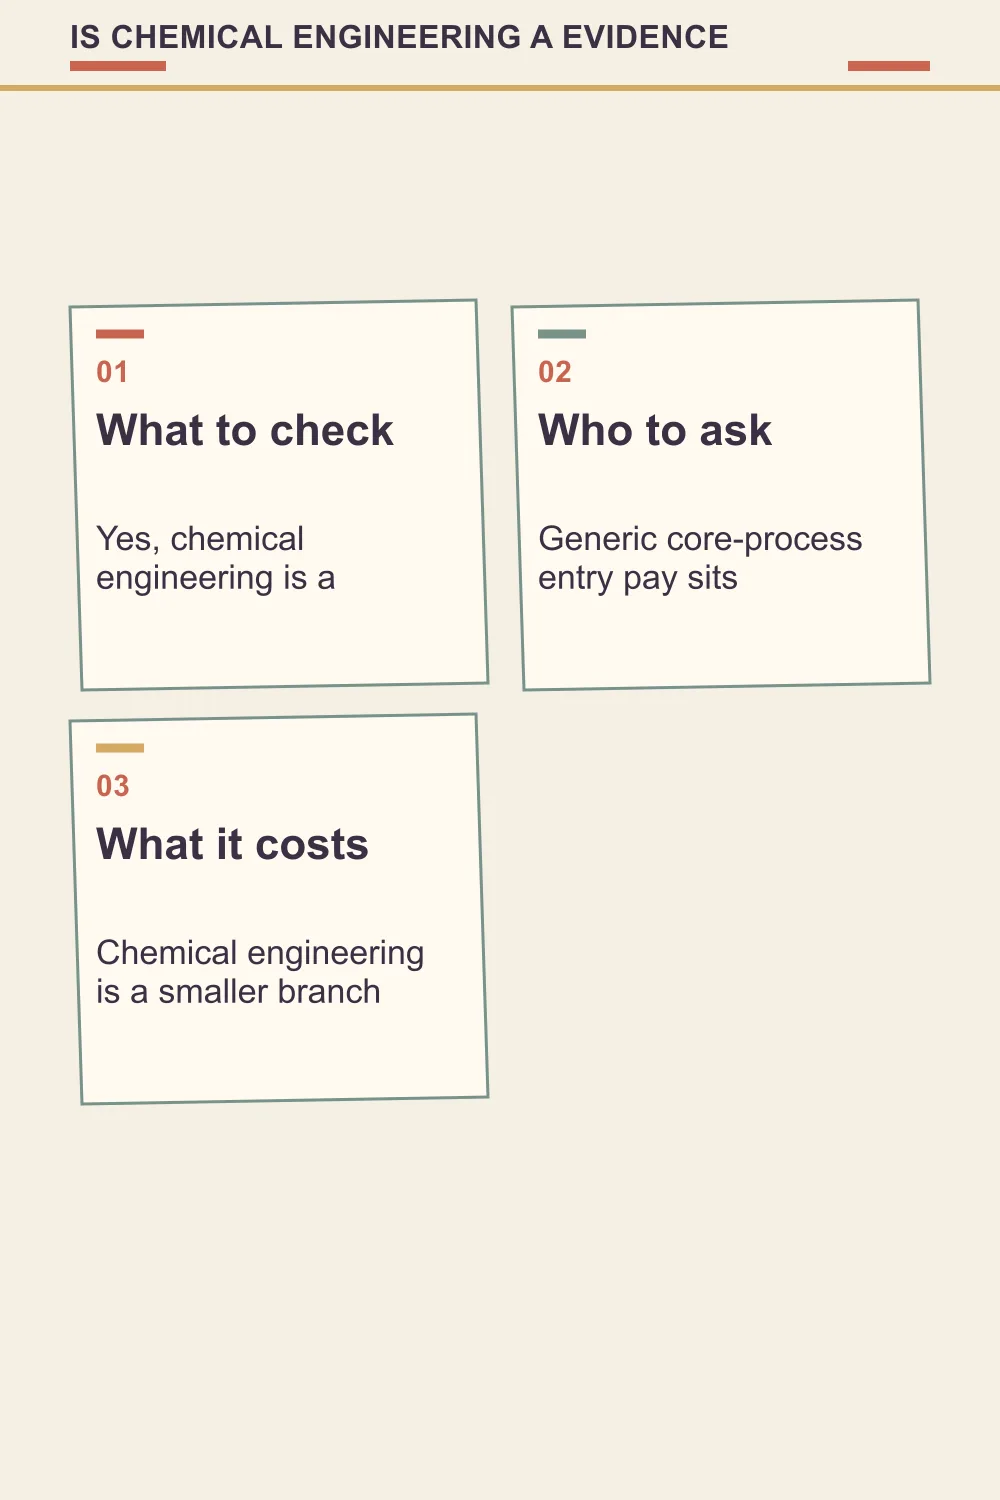 IS CHEMICAL ENGINEERING A EVIDENCE
01
What to check
Yes, chemical
engineering is a
02
Who to ask
Generic core-process
entry pay sits
03
What it costs
Chemical engineering
is a smaller branch